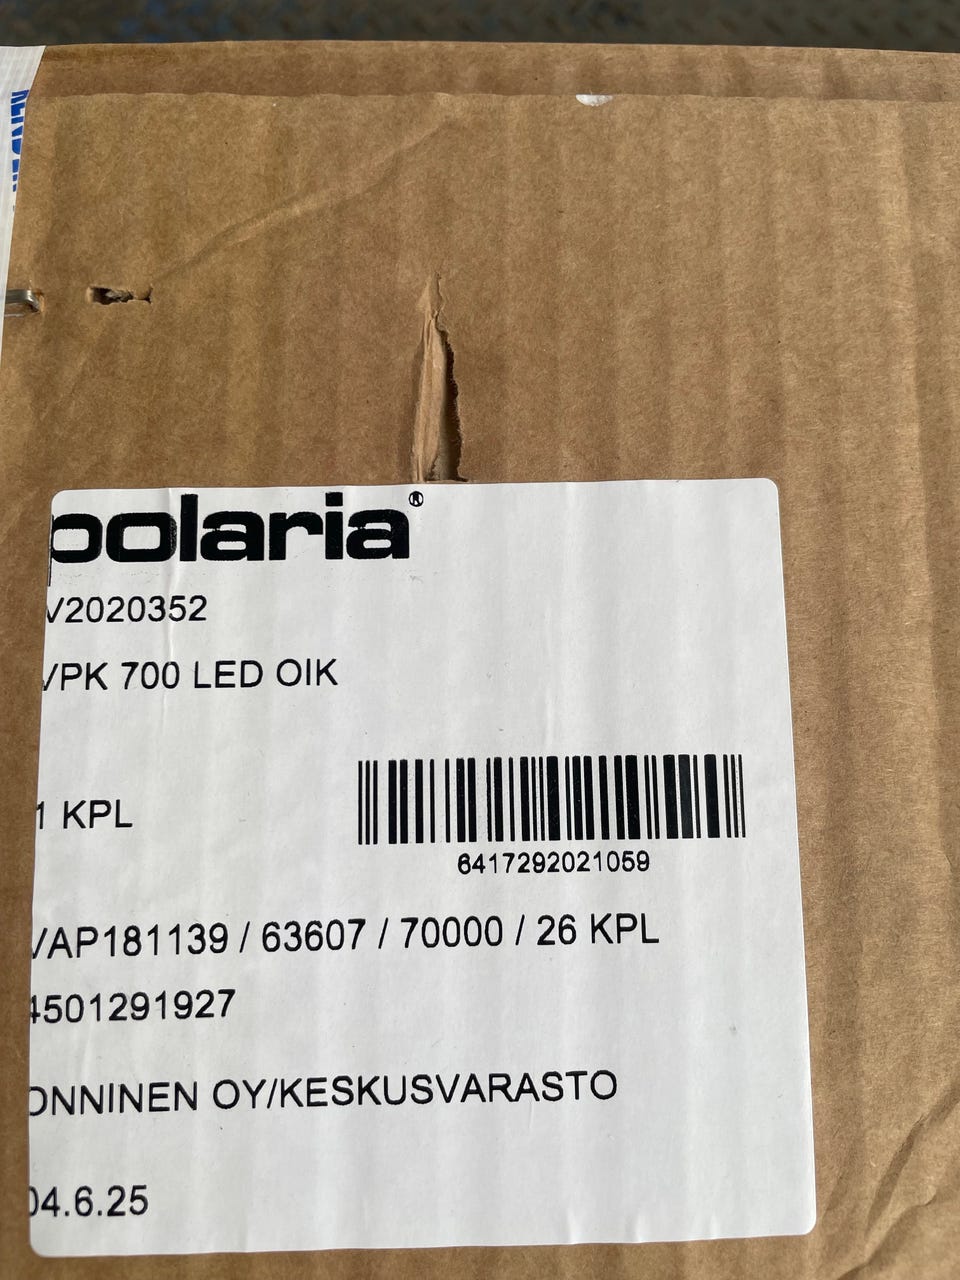 polaria®
V2020352
VPK 700 LED OIK
1 KPL
6417292021059
VAP181139 / 63607 / 70000 / 26 KPL
4501291927
ONNINEN OY/KESKUSVARASTO
04.6.25